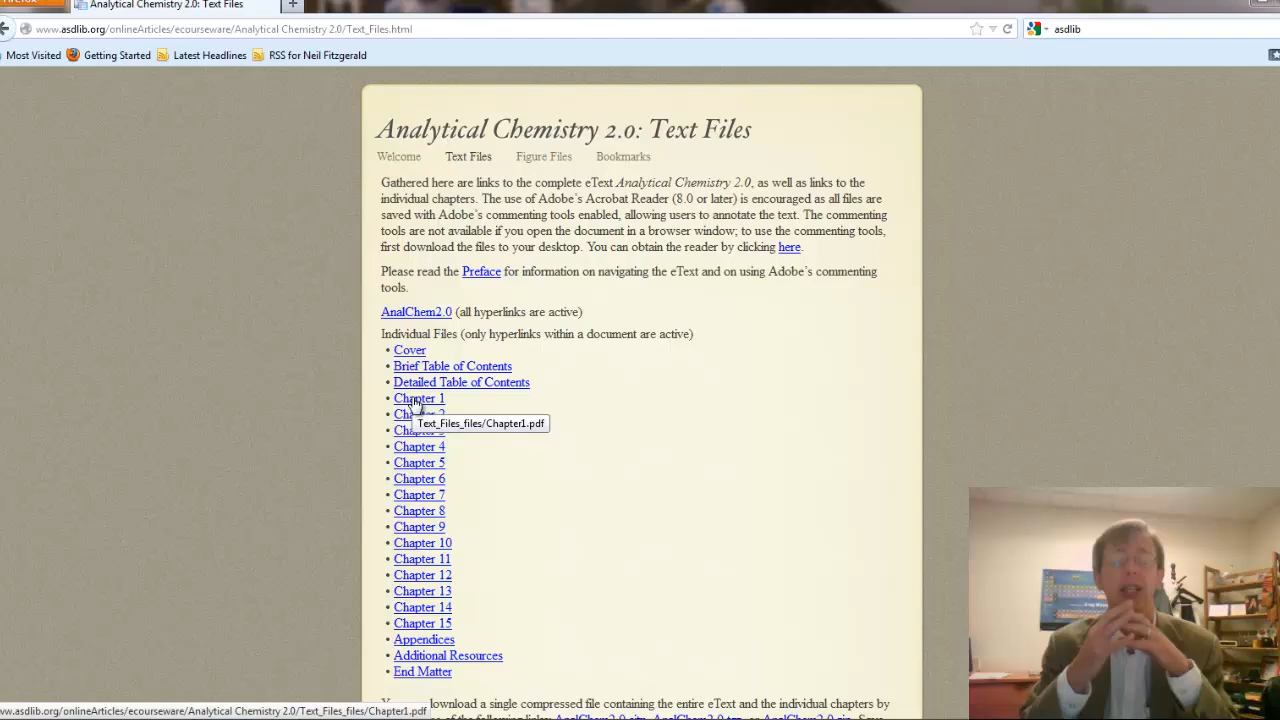 Analytical Chemistry 2.0: Text Files
www.asdlib.org/onlineArticles/ecourseware/Analytical Chemistry 2.0/Text_Files.html
asdlib
Most Visited Getting Started Latest Headlines RSS for Neil Fitzgerald
Analytical Chemistry 2.0: Text Files
Welcome Text Files Figure Files Bookmarks
Gathered here are links to the complete eText Analytical Chemistry 2.0, as well as links to the
individual chapters. The use of Adobe's Acrobat Reader (8.0 or later) is encouraged as all files are
saved with Adobe's commenting tools enabled, allowing users to annotate the text. The commenting
tools are not available if you open the document in a browser window; to use the commenting tools,
first download the files to your desktop. You can obtain the reader by clicking here.
Please read the Preface for information on navigating the eText and on using Adobe's commenting
tools.
AnalChem2.0 (all hyperlinks are active)
Individual Files (only hyperlinks within a document are active)
• Cover
• Brief Table of Contents
• Detailed Table of Contents
• Chapter 1
Text_Files_files/Chapter1.pdf
• Chapter 4
• Chapter 5
• Chapter 6
• Chapter 7
• Chapter 8
• Chapter 9
• Chapter 10
• Chapter 11
• Chapter 12
• Chapter 13
• Chapter 14
• Chapter 15
• Appendices
• Additional Resources
• End Matter
download a single compressed file containing the entire eText and the individual chapters by
www.asdlib.org/onlineArticles/ecourseware/Analytical Chemistry 2.0/Text_Files_files/Chapter1.pdf